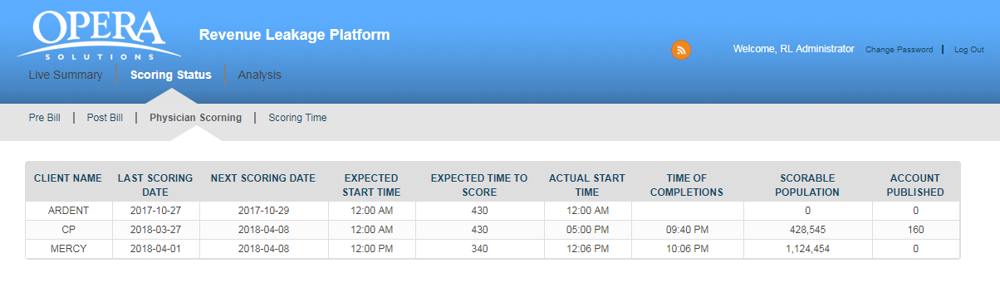 OPERA
SOLUTIONS
Revenue Leakage Platform
Welcome, RL Administrator Change Password | Log Out
Live Summary | Scoring Status | Analysis
Pre Bill | Post Bill | Physician Scorning | Scoring Time
CLIENT NAME LAST SCORING DATE NEXT SCORING DATE EXPECTED START TIME EXPECTED TIME TO SCORE ACTUAL START TIME TIME OF COMPLETIONS SCORABLE POPULATION ACCOUNT PUBLISHED
ARDENT 2017-10-27 2017-10-29 12:00 AM 430 12:00 AM 0 0
CP 2018-03-27 2018-04-08 12:00 AM 430 05:00 PM 09:40 PM 428,545 160
MERCY 2018-04-01 2018-04-08 12:00 PM 340 12:06 PM 10:06 PM 1,124,454 0